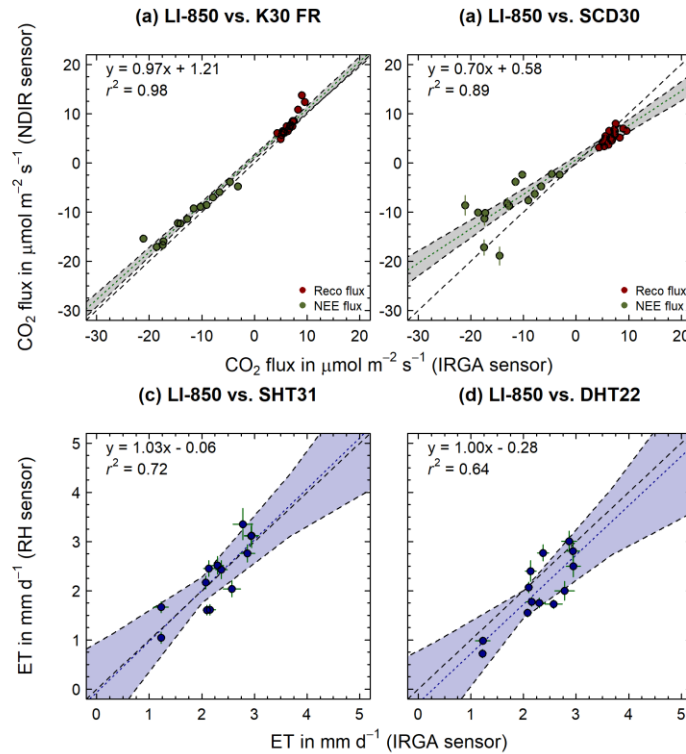 (a) LI-850 vs. K30 FR
(a) LI-850 vs. SCD30
y = 0.97x + 1.21
r² = 0.98
y = 0.70x + 0.58
r² = 0.89
CO₂ flux in μmol m⁻² s⁻¹ (NDIR sensor)
20
10
0
-10
-20
-30
Reco flux
NEE flux
20
10
0
-10
-20
-30
Reco flux
NEE flux
-30 -20 -10 0 10 20
-30 -20 -10 0 10 20
CO₂ flux in μmol m⁻² s⁻¹ (IRGA sensor)
(c) LI-850 vs. SHT31
(d) LI-850 vs. DHT22
y = 1.03x - 0.06
r² = 0.72
y = 1.00x - 0.28
r² = 0.64
ET in mm d⁻¹ (RH sensor)
5
4
3
2
1
0
5
4
3
2
1
0
0 1 2 3 4 5
0 1 2 3 4 5
ET in mm d⁻¹ (IRGA sensor)